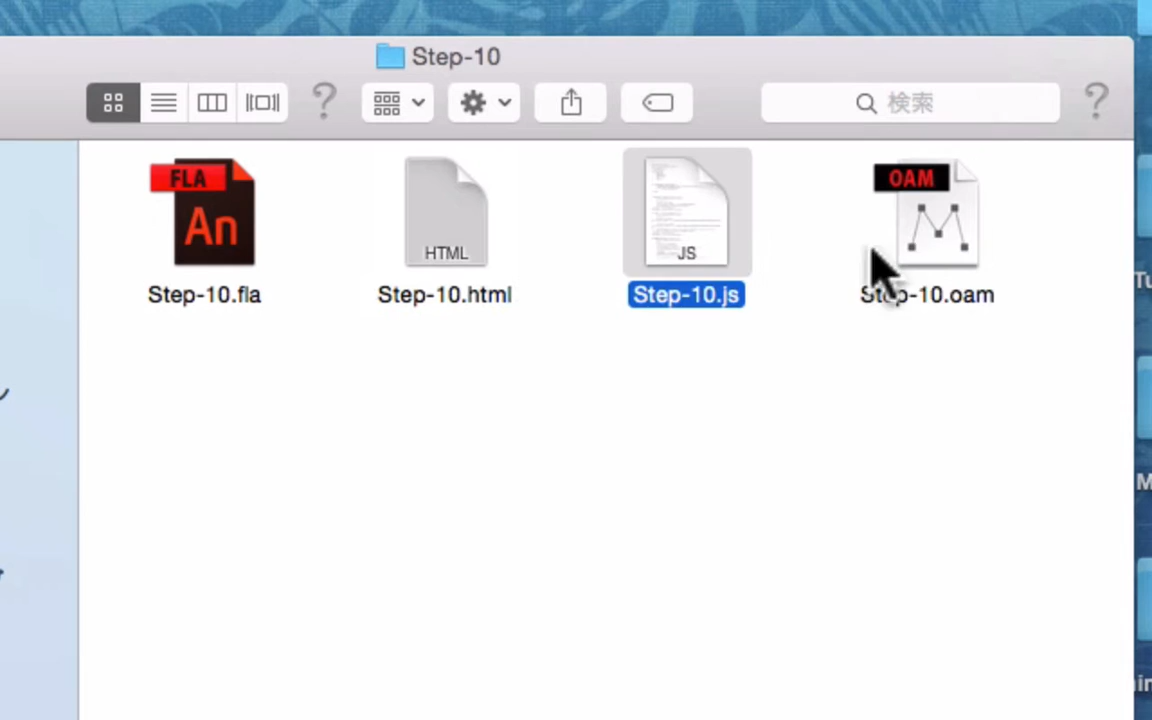 Step-10
検索
FLA
An
HTML
JS
OAM
Step-10.fla
Step-10.html
Step-10.js
Step-10.oam
Tu
M